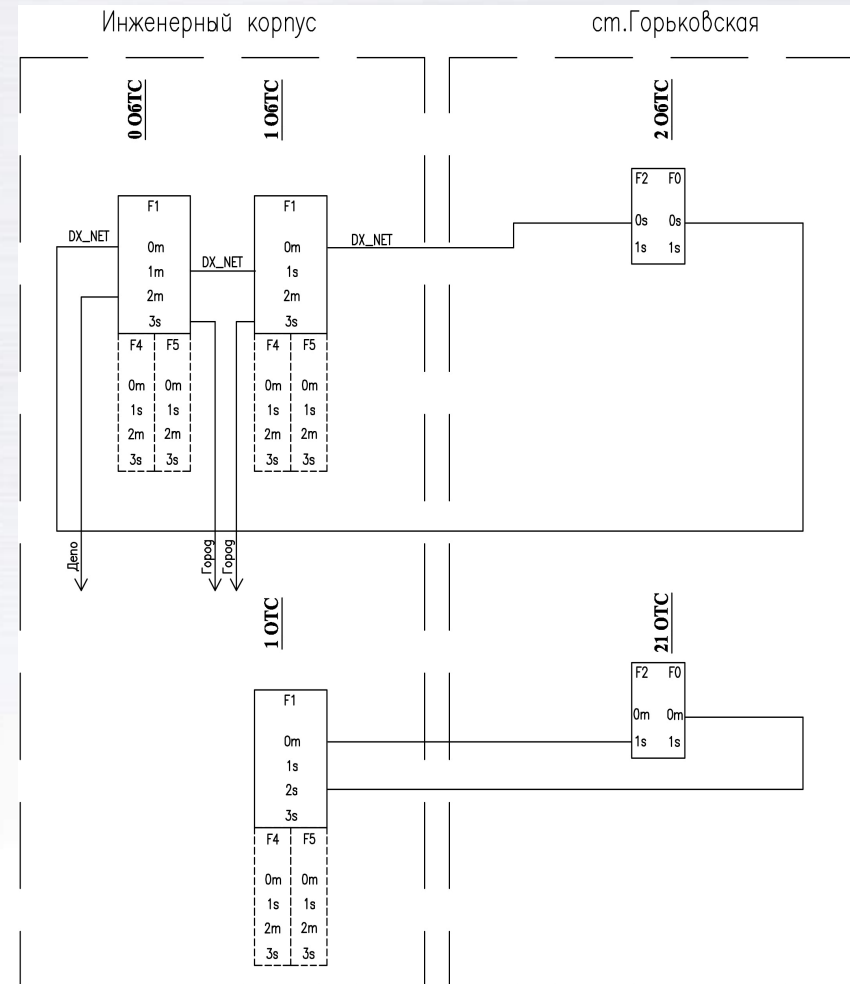 Инженерный корпус
ст.Горьковская
0 ОбТС
1 ОбТС
2 ОбТС
F1
0m
1m
2m
3s
F4 F5
0m 0m
1s 1s
2m 2m
3s 3s
DX_NET
DX_NET
F1
0m
1s
2m
3s
F4 F5
0m 0m
1s 1s
2m 2m
3s 3s
DX_NET
F2 F0
0s 0s
1s 1s
Депо
Город
Город
1 ОТС
21 ОТС
F1
0m
1s
2s
3s
F4 F5
0m 0m
1s 1s
2m 2m
3s 3s
F2 F0
0m 0m
1s 1s